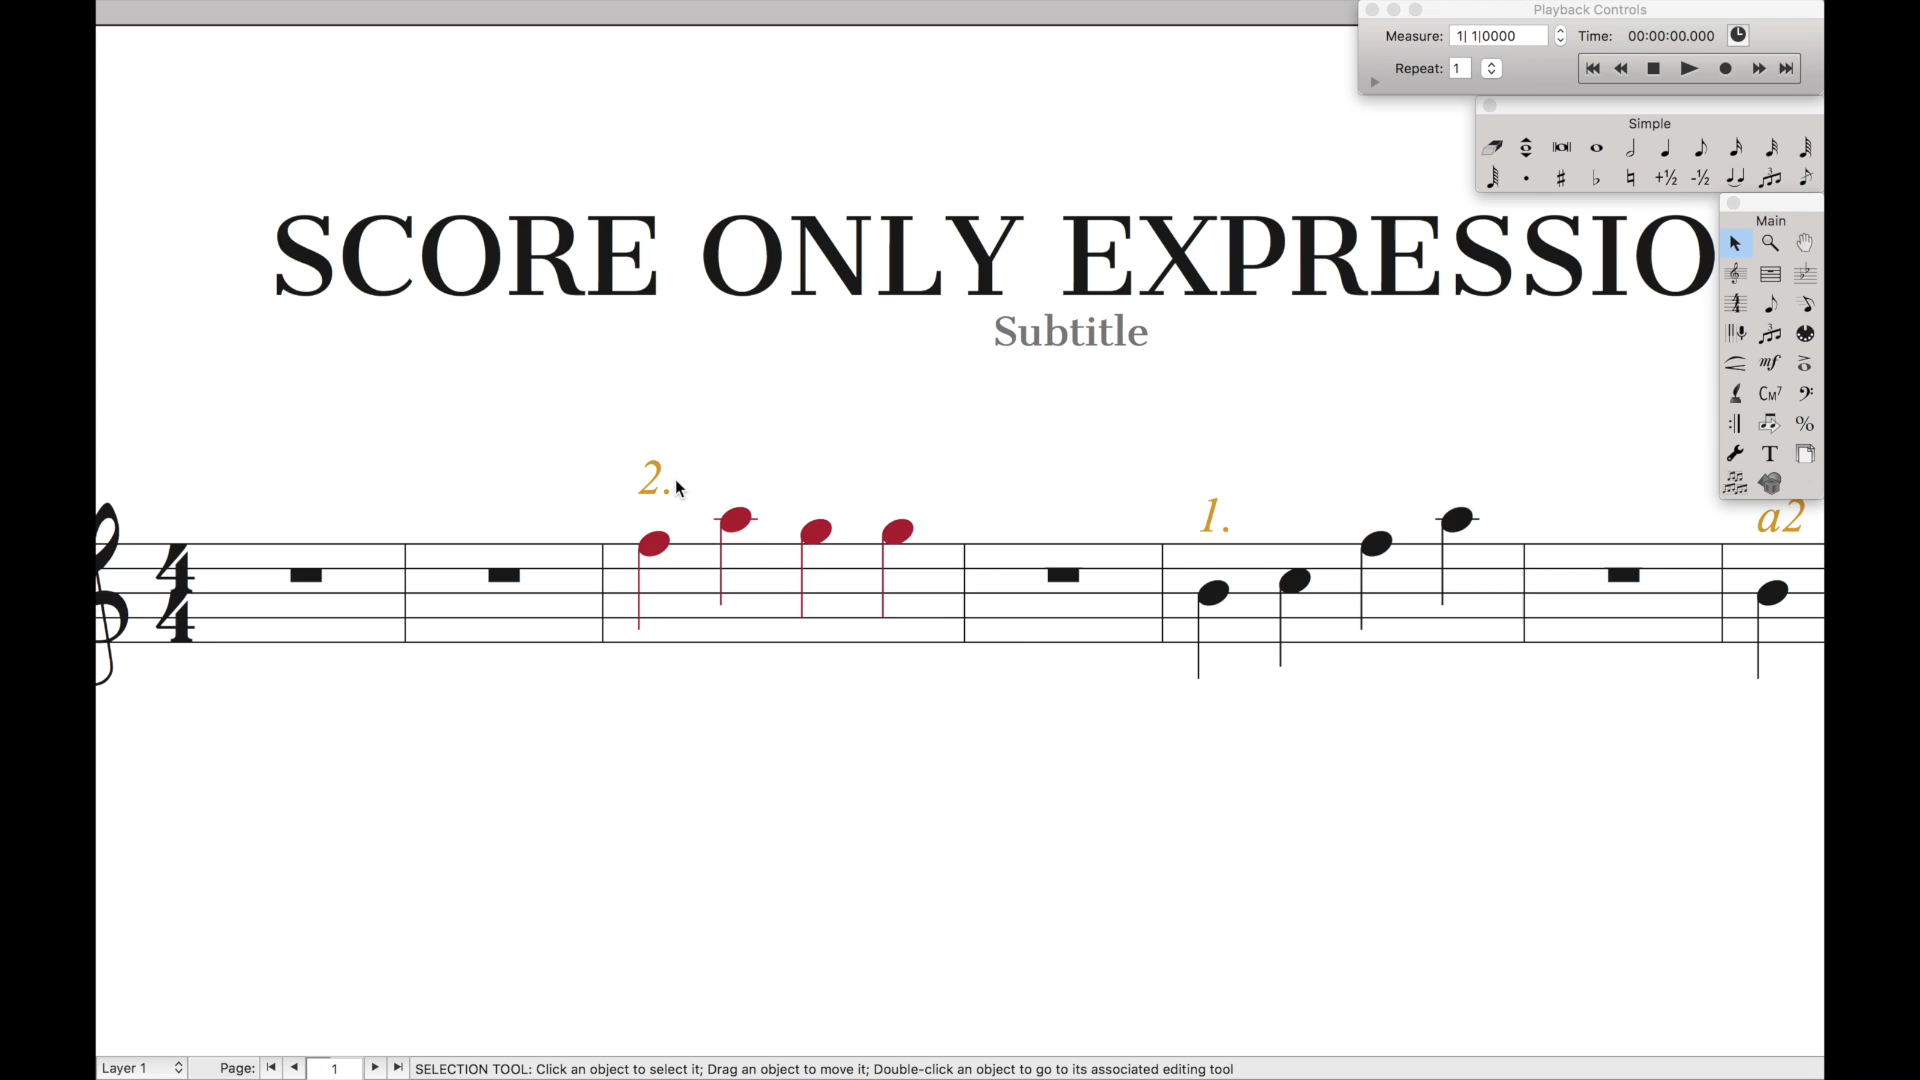 Playback Controls
Measure: 1| 1|0000 Time: 00:00:00.000
Repeat: 1
Simple
+½ -½
Main
SCORE ONLY EXPRESSIO
Subtitle
mf
CM7
%
T
2.
1.
a2
4
4
Layer 1 Page: 1 SELECTION TOOL: Click an object to select it; Drag an object to move it; Double-click an object to go to its associated editing tool